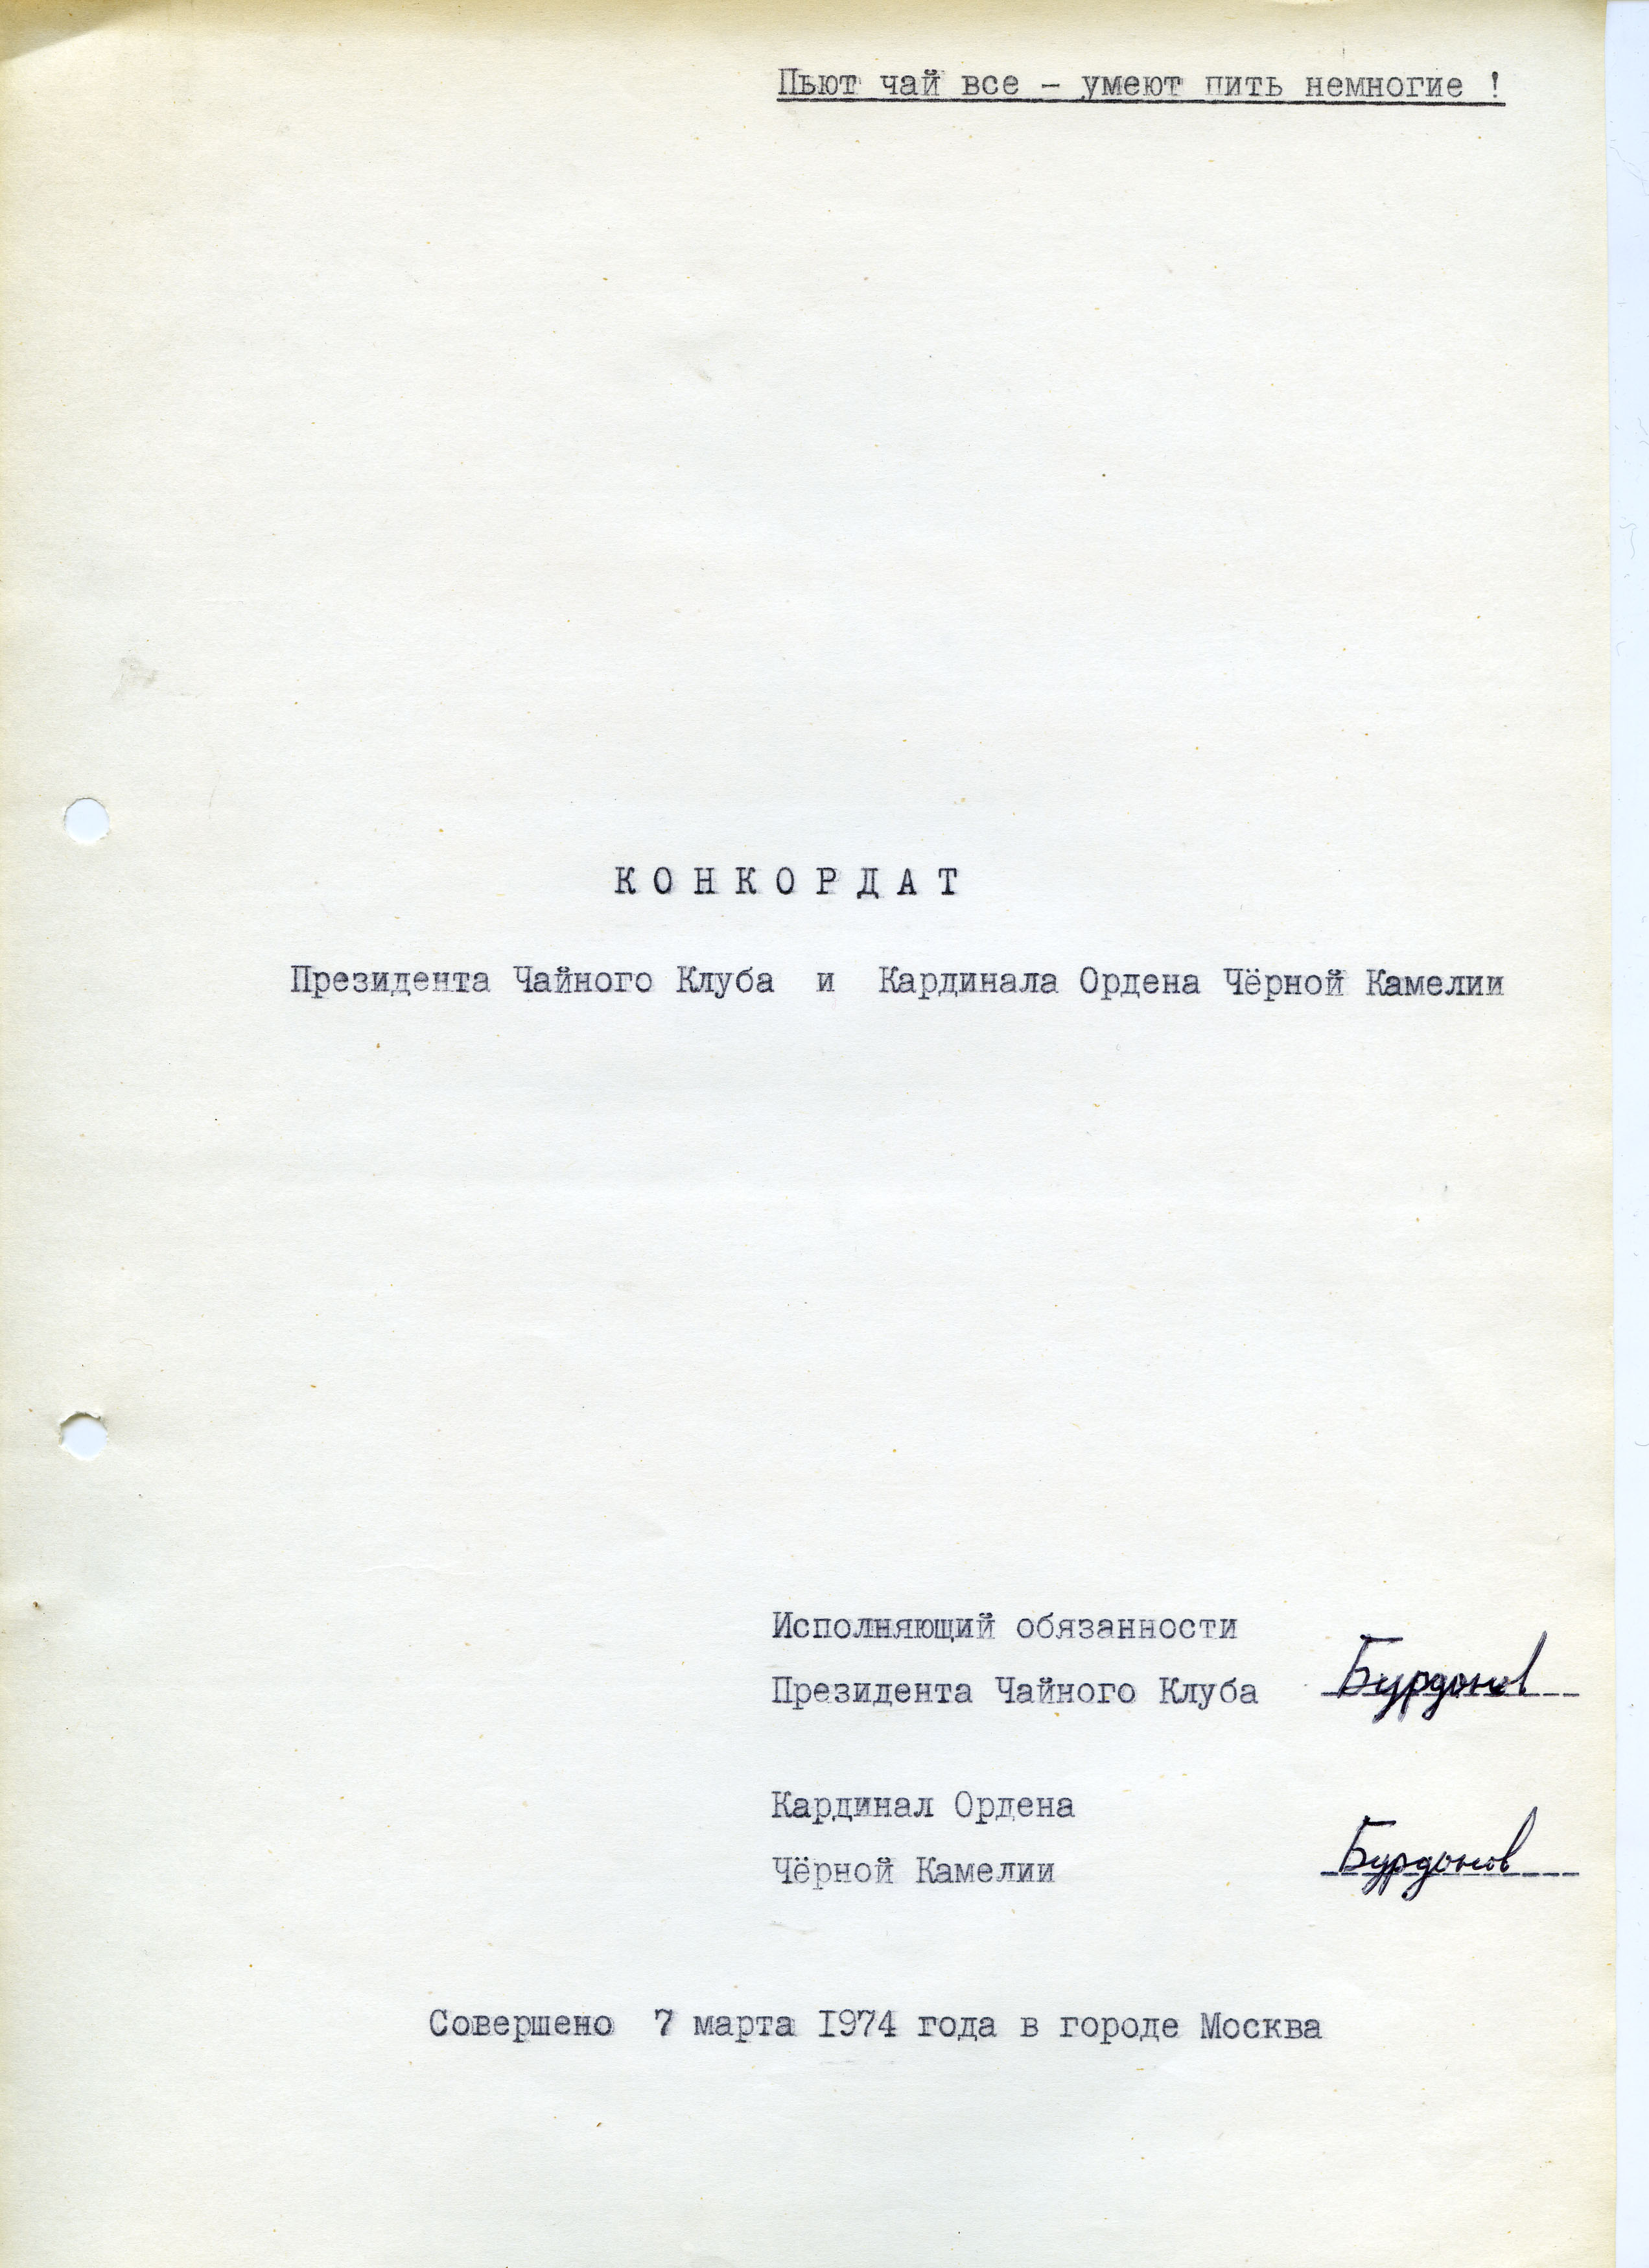 Пьют чай все - умеют пить немногие !
К О Н К О Р Д А Т
Президента Чайного Клуба и Кардинала Ордена Чёрной Камелии
Исполняющий обязанности
Президента Чайного Клуба Бурдонов
Кардинал Ордена
Чёрной Камелии Бурдонов
Совершено 7 марта 1974 года в городе Москва